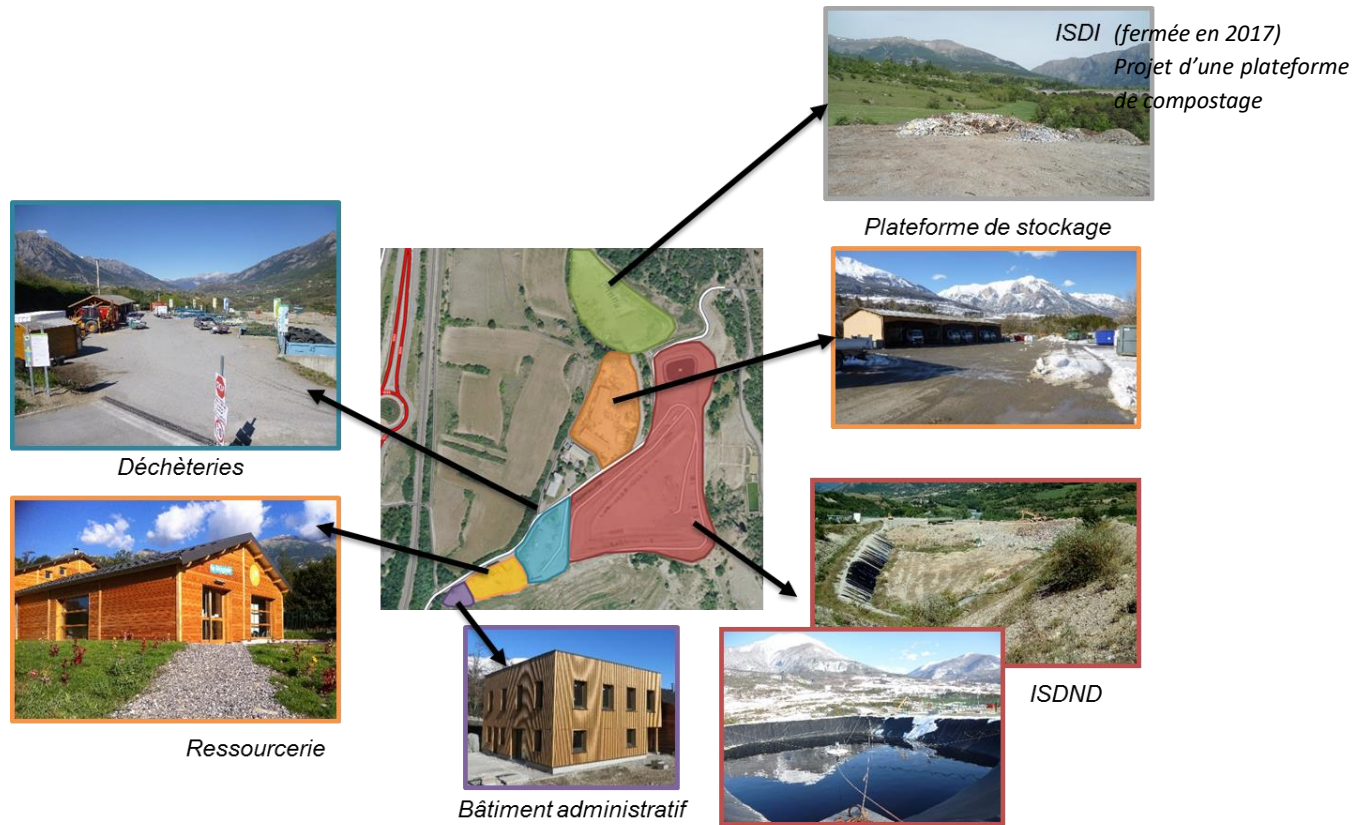 ISDI (fermée en 2017)
Projet d’une plateforme
de compostage
Plateforme de stockage
Déchèteries
Ressourcerie
ISDND
Bâtiment administratif